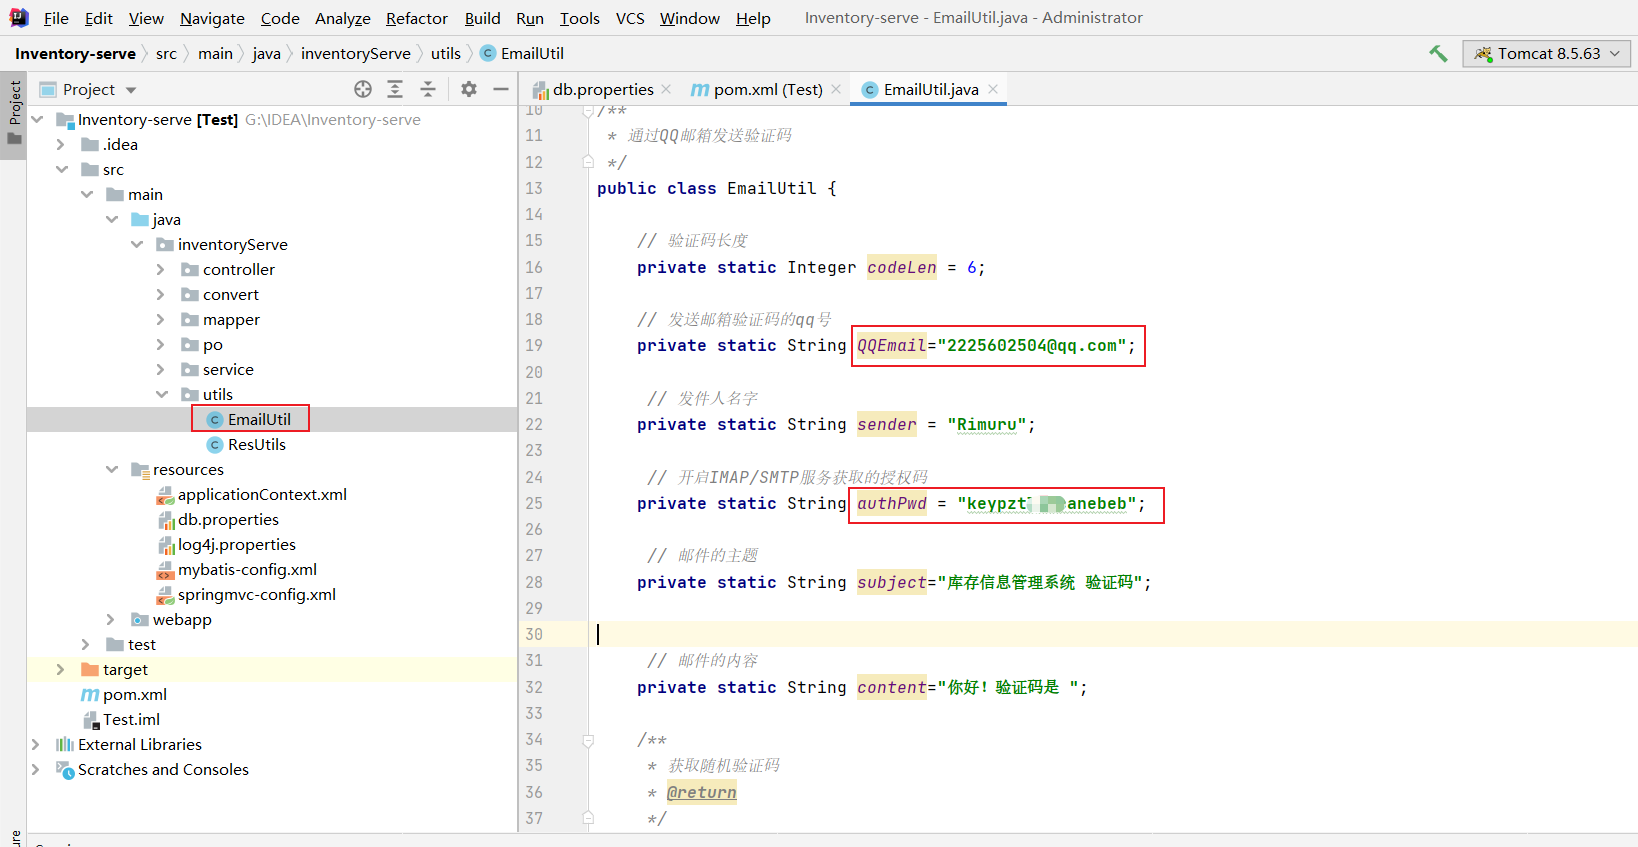 File Edit View Navigate Code Analyze Refactor Build Run Tools VCS Window Help Inventory-serve - EmailUtil.java - Administrator
Inventory-serve src main java inventoryServe utils EmailUtil Tomcat 8.5.63
Project
Project
db.properties pom.xml (Test) EmailUtil.java
Inventory-serve [Test] G:\IDEA\Inventory-serve
.idea
src
main
java
inventoryServe
controller
convert
mapper
po
service
utils
EmailUtil
ResUtils
resources
applicationContext.xml
db.properties
log4j.properties
mybatis-config.xml
springmvc-config.xml
webapp
test
target
pom.xml
Test.iml
External Libraries
Scratches and Consoles
10 /**
11 * 通过QQ邮箱发送验证码
12 */
13 public class EmailUtil {
14
15 // 验证码长度
16 private static Integer codeLen = 6;
17
18 // 发送邮箱验证码的qq号
19 private static String QQEmail="2225602504@qq.com";
20
21 // 发件人名字
22 private static String sender = "Rimuru";
23
24 // 开启IMAP/SMTP服务获取的授权码
25 private static String authPwd = "keypzt anebeb";
26
27 // 邮件的主题
28 private static String subject="库存信息管理系统 验证码";
29
30
31 // 邮件的内容
32 private static String content="你好！验证码是 ";
33
34 /**
35 * 获取随机验证码
36 * @return
37 */